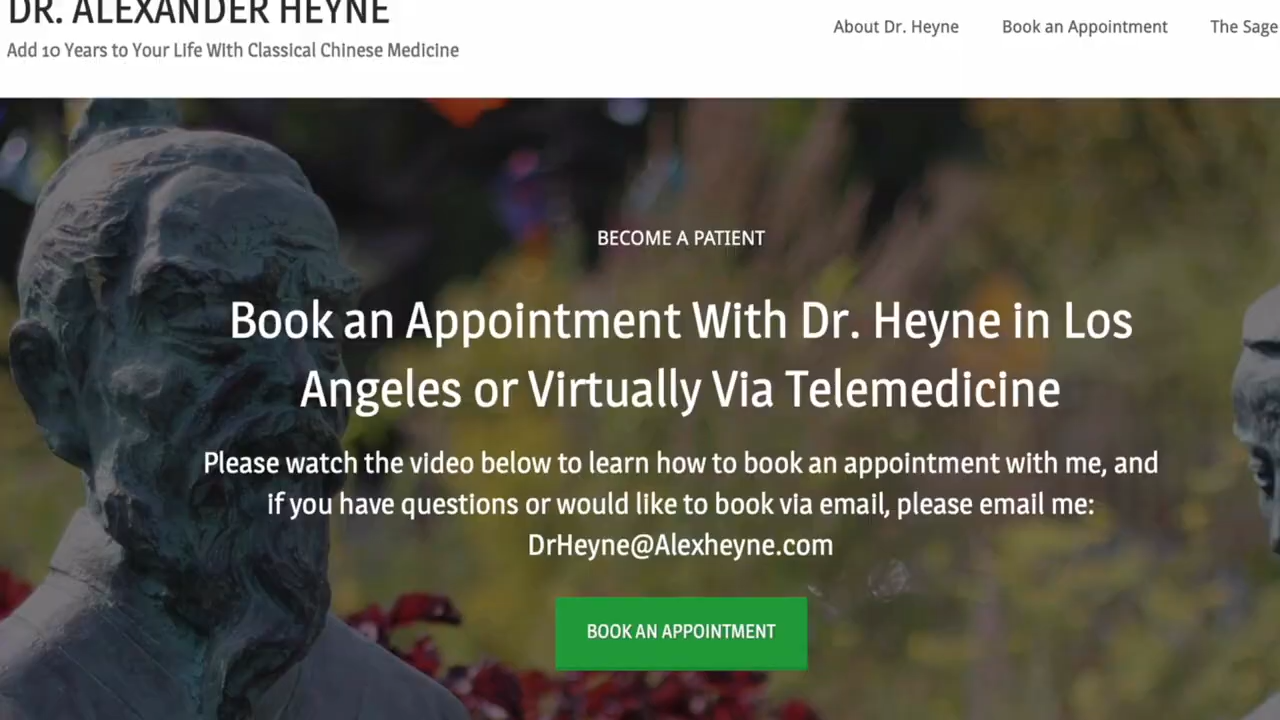 DR. ALEXANDER HEYNE
Add 10 Years to Your Life With Classical Chinese Medicine
About Dr. Heyne
Book an Appointment
The Sage
BECOME A PATIENT
Book an Appointment With Dr. Heyne in Los
Angeles or Virtually Via Telemedicine
Please watch the video below to learn how to book an appointment with me, and
if you have questions or would like to book via email, please email me:
DrHeyne@Alexheyne.com
BOOK AN APPOINTMENT